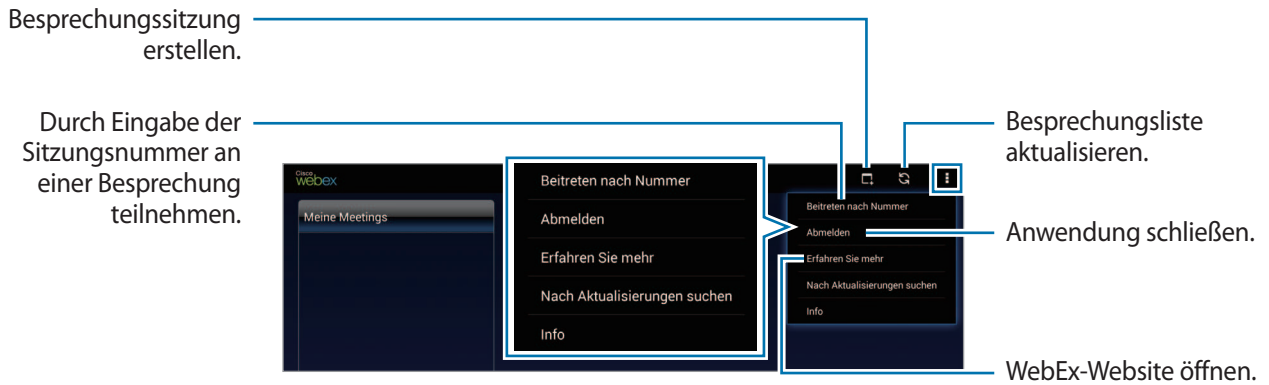 Besprechungssitzung
erstellen.
Durch Eingabe der
Sitzungsnummer an
einer Besprechung
teilnehmen.
Cisco
webex
Meine Meetings
Beitreten nach Nummer
Abmelden
Erfahren Sie mehr
Nach Aktualisierungen suchen
Info
Beitreten nach Nummer
Abmelden
Erfahren Sie mehr
Nach Aktualisierungen suchen
Info
Besprechungsliste
aktualisieren.
Anwendung schließen.
WebEx-Website öffnen.